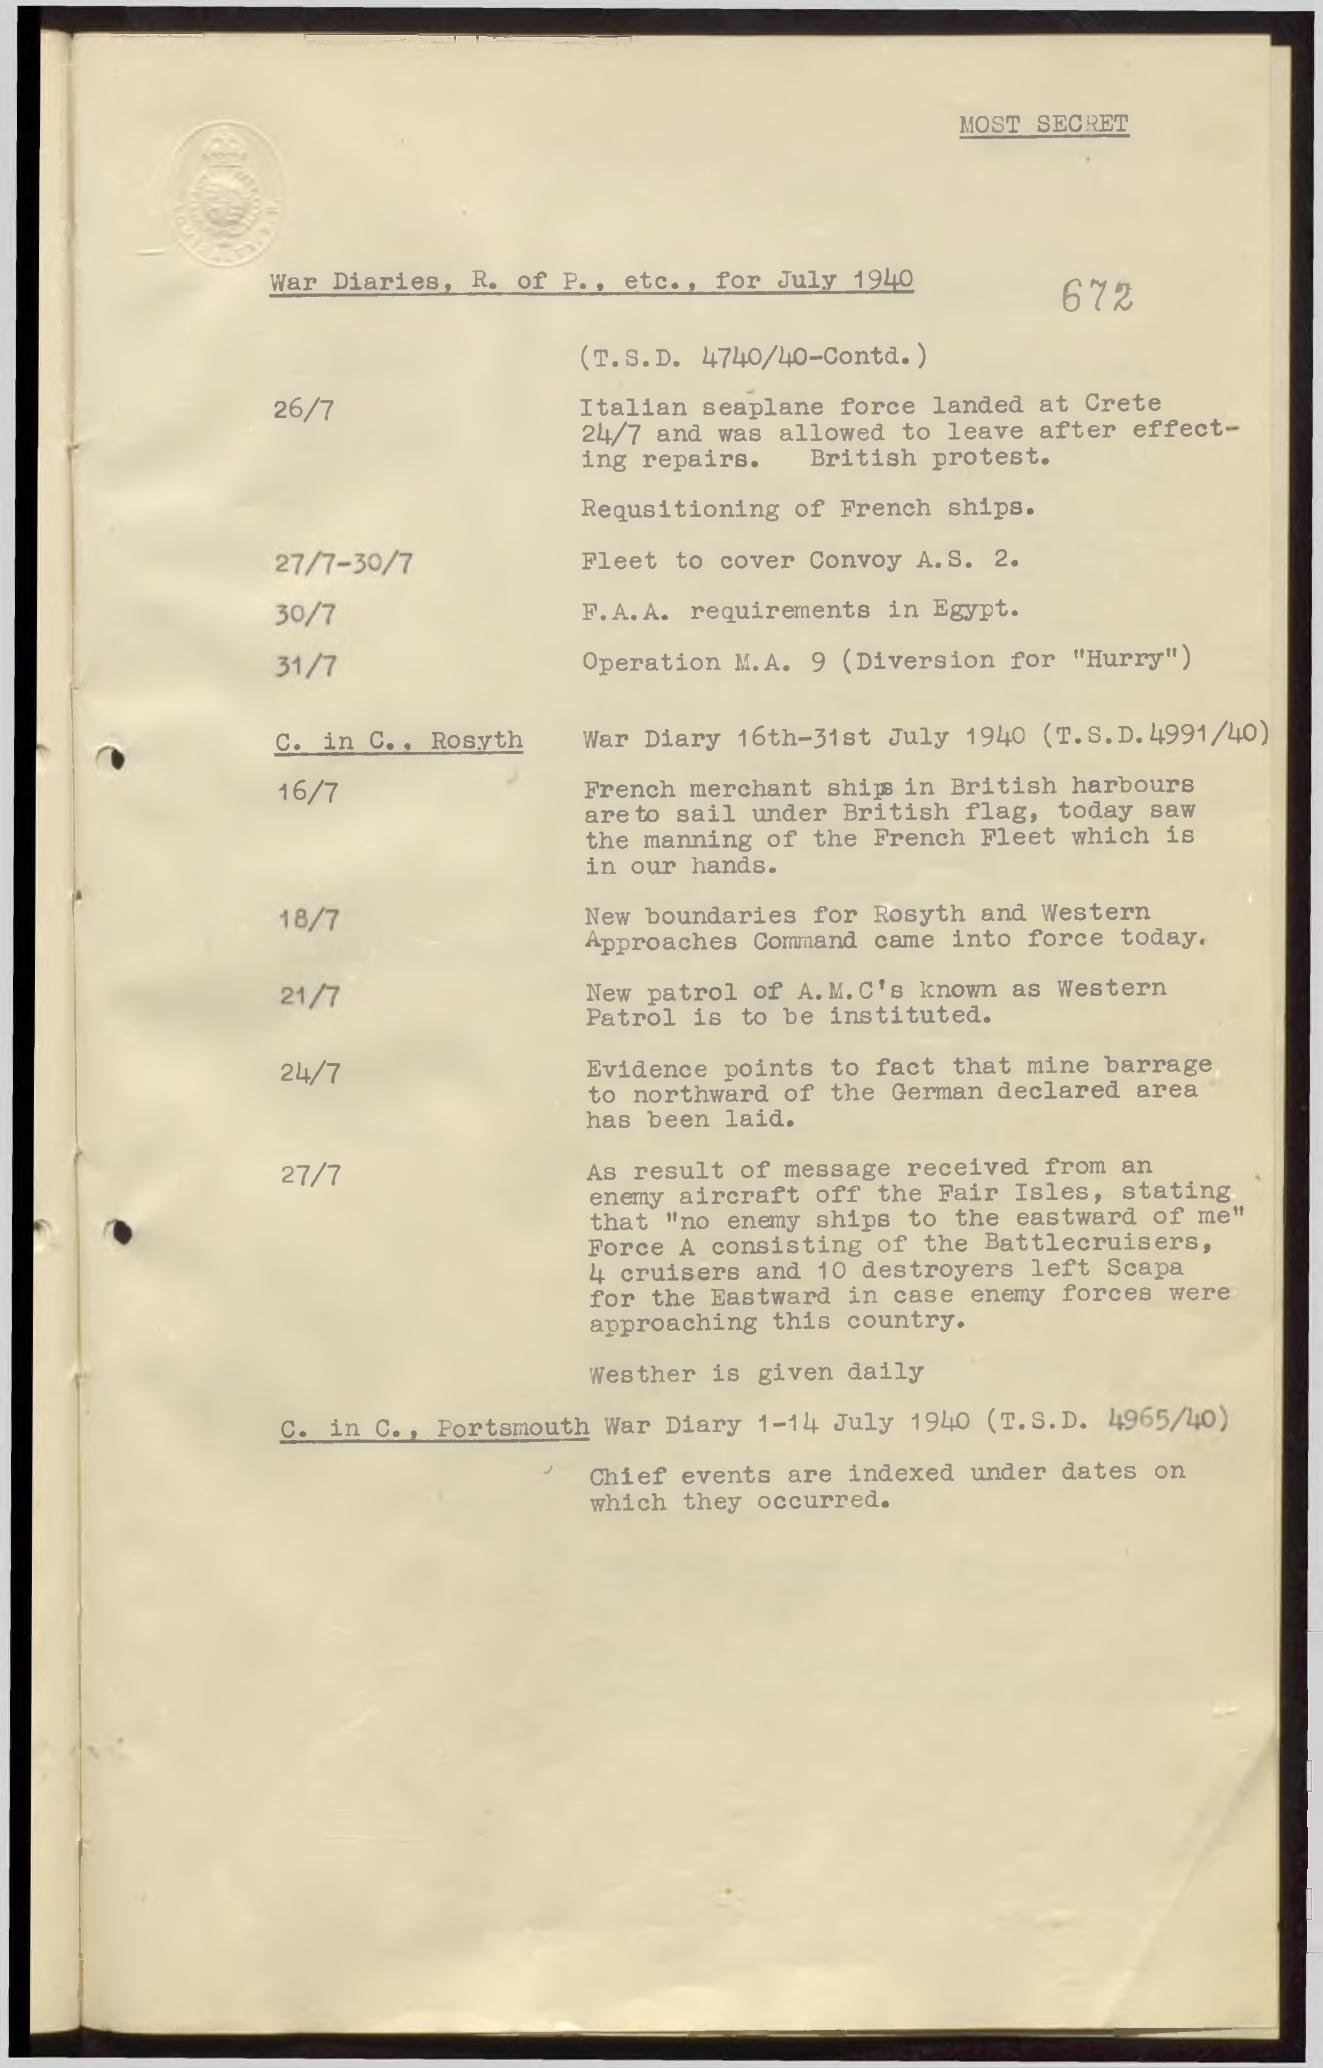 MOST SECRET
War Diaries, R. of P., etc., for July 1940
672
(T.S.D. 4740/40-Contd.)
26/7 Italian seaplane force landed at Crete
24/7 and was allowed to leave after effect-
ing repairs. British protest.
Requsitioning of French ships.
27/7-30/7 Fleet to cover Convoy A.S. 2.
30/7 F.A.A. requirements in Egypt.
31/7 Operation M.A. 9 (Diversion for "Hurry")
C. in C., Rosyth War Diary 16th-31st July 1940 (T.S.D.4991/40)
16/7 French merchant ships in British harbours
are to sail under British flag, today saw
the manning of the French Fleet which is
in our hands.
18/7 New boundaries for Rosyth and Western
Approaches Command came into force today.
21/7 New patrol of A.M.C's known as Western
Patrol is to be instituted.
24/7 Evidence points to fact that mine barrage
to northward of the German declared area
has been laid.
27/7 As result of message received from an
enemy aircraft off the Fair Isles, stating
that "no enemy ships to the eastward of me"
Force A consisting of the Battlecruisers,
4 cruisers and 10 destroyers left Scapa
for the Eastward in case enemy forces were
approaching this country.
Westher is given daily
C. in C., Portsmouth War Diary 1-14 July 1940 (T.S.D. 4965/40)
Chief events are indexed under dates on
which they occurred.